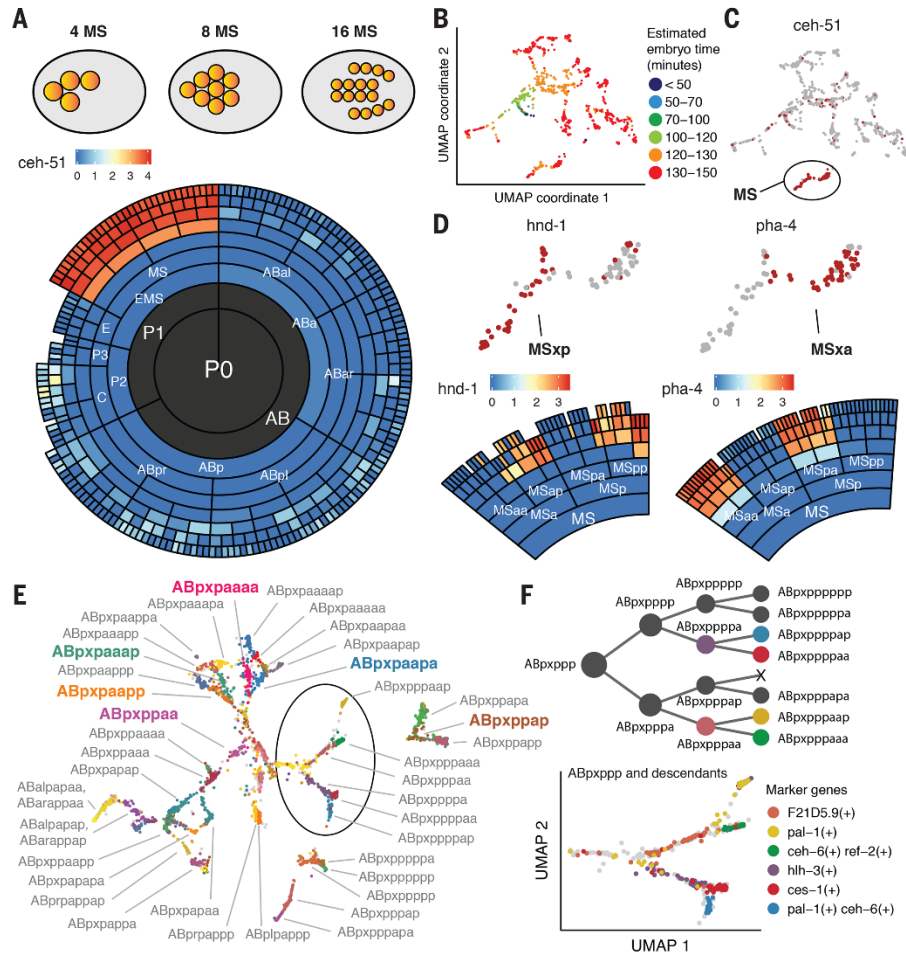 A
4 MS
8 MS
16 MS
ceh-51
0 1 2 3 4
MS
EMS
E
P1
P3
P2
C
P0
AB
ABal
ABa
ABar
ABpr
ABp
ABpl
B
UMAP coordinate 2
UMAP coordinate 1
Estimated
embryo time
(minutes)
< 50
50–70
70–100
100–120
120–130
130–150
C
ceh-51
MS
D
hnd-1
MSxp
pha-4
MSxa
hnd-1
0 1 2 3
MSaa
MSap
MSpa
MSpp
MSa
MSp
MS
pha-4
0 1 2 3
MSaa
MSap
MSpa
MSpp
MSa
MSp
MS
E
ABpxpaaaa
ABpxpaaapa
ABpxpaappa
ABpxpaaapp
ABpxpaaap
ABpxpaappp
ABpxpaapp
ABpxppaa
ABpxppaaaa
ABpxppaaa
ABpxpapap
ABalpapaa,
ABarappaa
ABalpapap,
ABarappap
ABpxppaapp
ABpxpapapa
ABprpappap
ABpxpapaa
ABprpappp
ABplpappp
ABpxpaaaap
ABpxpaaaaa
ABpxpaapaa
ABpxpaapap
ABpxpaapa
ABpxpppaap
ABpxppapa
ABpxppap
ABpxppapp
ABpxpppaaa
ABpxpppaa
ABpxppppa
ABpxppppaa
ABpxppppap
ABpxpppppa
ABpxpppppp
ABpxppppp
ABpxpppap
ABpxpppapa
F
ABpxppp
ABpxpppp
ABpxpppa
ABpxppppp
ABpxppppa
ABpxpppap
ABpxpppaa
ABpxpppppp
ABpxpppppa
ABpxppppap
ABpxppppaa
X
ABpxpppapa
ABpxpppaap
ABpxpppaaa
ABpxppp and descendants
UMAP 2
UMAP 1
Marker genes
F21D5.9(+)
pal−1(+)
ceh−6(+) ref−2(+)
hlh−3(+)
ces−1(+)
pal−1(+) ceh−6(+)